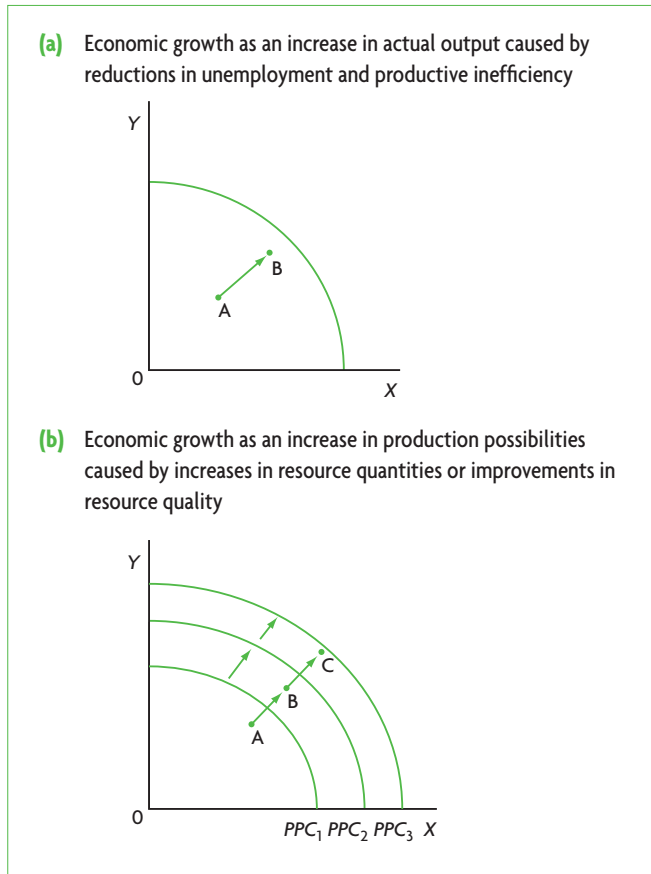 (a) Economic growth as an increase in actual output caused by
reductions in unemployment and productive inefficiency
Y
B
A
0
X
(b) Economic growth as an increase in production possibilities
caused by increases in resource quantities or improvements in
resource quality
Y
C
B
A
0
PPC₁ PPC₂ PPC₃ X